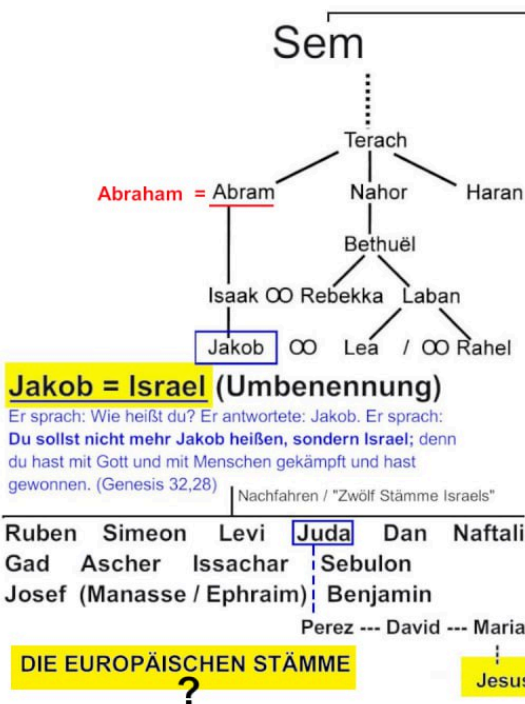 Sem
Terach
Abraham = Abram Nahor Haran
Bethuël
Isaak ꝏ Rebekka Laban
Jakob ꝏ Lea / ꝏ Rahel
Jakob = Israel (Umbenennung)
Er sprach: Wie heißt du? Er antwortete: Jakob. Er sprach:
Du sollst nicht mehr Jakob heißen, sondern Israel; denn
du hast mit Gott und mit Menschen gekämpft und hast
gewonnen. (Genesis 32,28)
Nachfahren / "Zwölf Stämme Israels"
Ruben Simeon Levi Juda Dan Naftali
Gad Ascher Issachar Sebulon
Josef (Manasse / Ephraim) Benjamin
Perez --- David --- Maria
DIE EUROPÄISCHEN STÄMME
?
Jesus